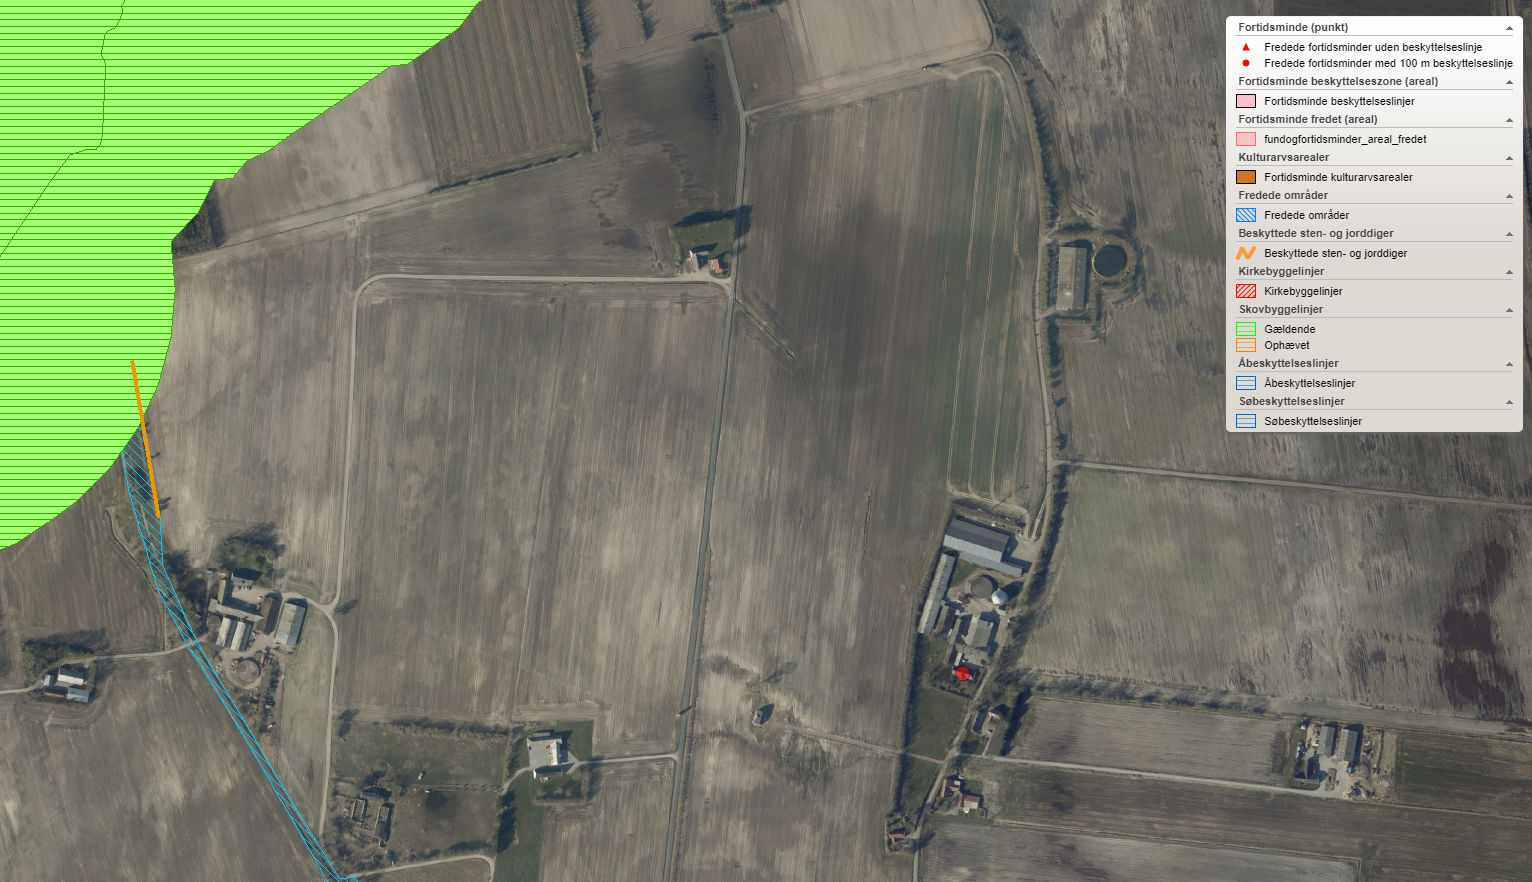 Fortidsminde (punkt)
Fredede fortidsminder uden beskyttelseslinje
Fredede fortidsminder med 100 m beskyttelseslinje
Fortidsminde beskyttelseszone (areal)
Fortidsminde beskyttelseslinjer
Fortidsminde fredet (areal)
fundogfortidsminder_areal_fredet
Kulturarvsarealer
Fortidsminde kulturarvsarealer
Fredede områder
Fredede områder
Beskyttede sten- og jorddiger
Beskyttede sten- og jorddiger
Kirkebyggelinjer
Kirkebyggelinjer
Skovbyggelinjer
Gældende
Ophævet
Åbeskyttelseslinjer
Åbeskyttelseslinjer
Søbeskyttelseslinjer
Søbeskyttelseslinjer